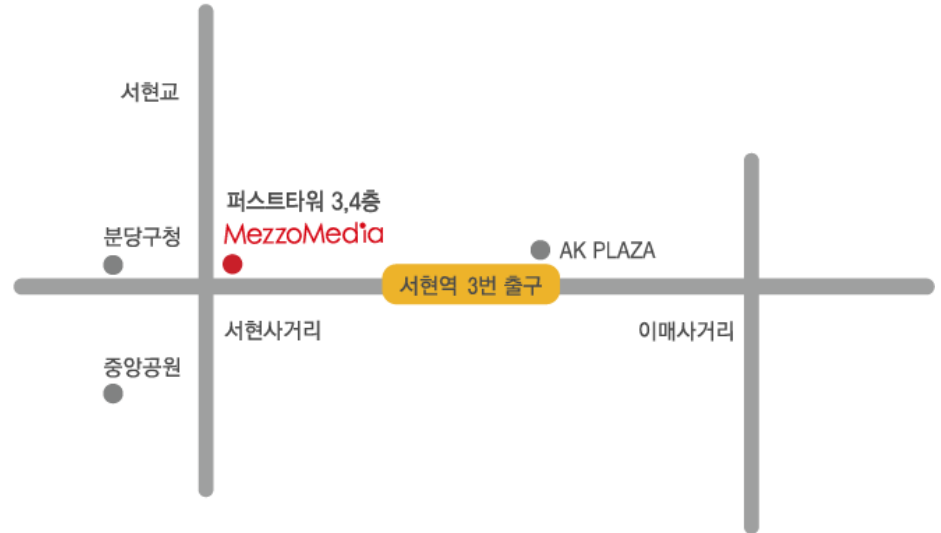 서현교
퍼스트타워 3,4층
MezzoMedia
분당구청
AK PLAZA
서현역 3번 출구
서현사거리
이매사거리
중앙공원